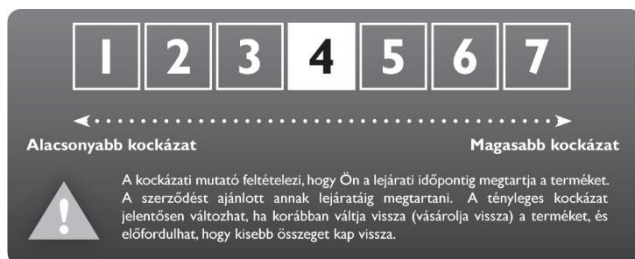 1 2 3 4 5 6 7
Alacsonyabb kockázat Magasabb kockázat
A kockázati mutató feltételezi, hogy Ön a lejárati időpontig megtartja a terméket.
A szerződést ajánlott annak lejáratáig megtartani. A tényleges kockázat
jelentősen változhat, ha korábban váltja vissza (vásárolja vissza) a terméket, és
előfordulhat, hogy kisebb összeget kap vissza.